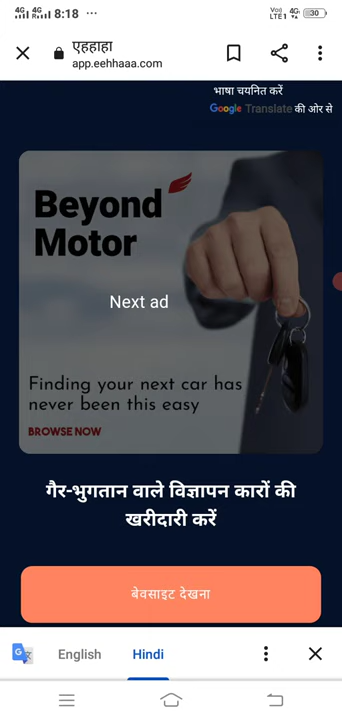 4G 4G 8:18 ...
Voi) LTE1 4G 30
एहहाहा
app.eehhaaa.com
भाषा चयनित करें
Google Translate की ओर से
Beyond
Motor
Next ad
Finding your next car has
never been this easy
BROWSE NOW
गैर-भुगतान वाले विज्ञापन कारों की
खरीदारी करें
बेवसाइट देखना
English Hindi